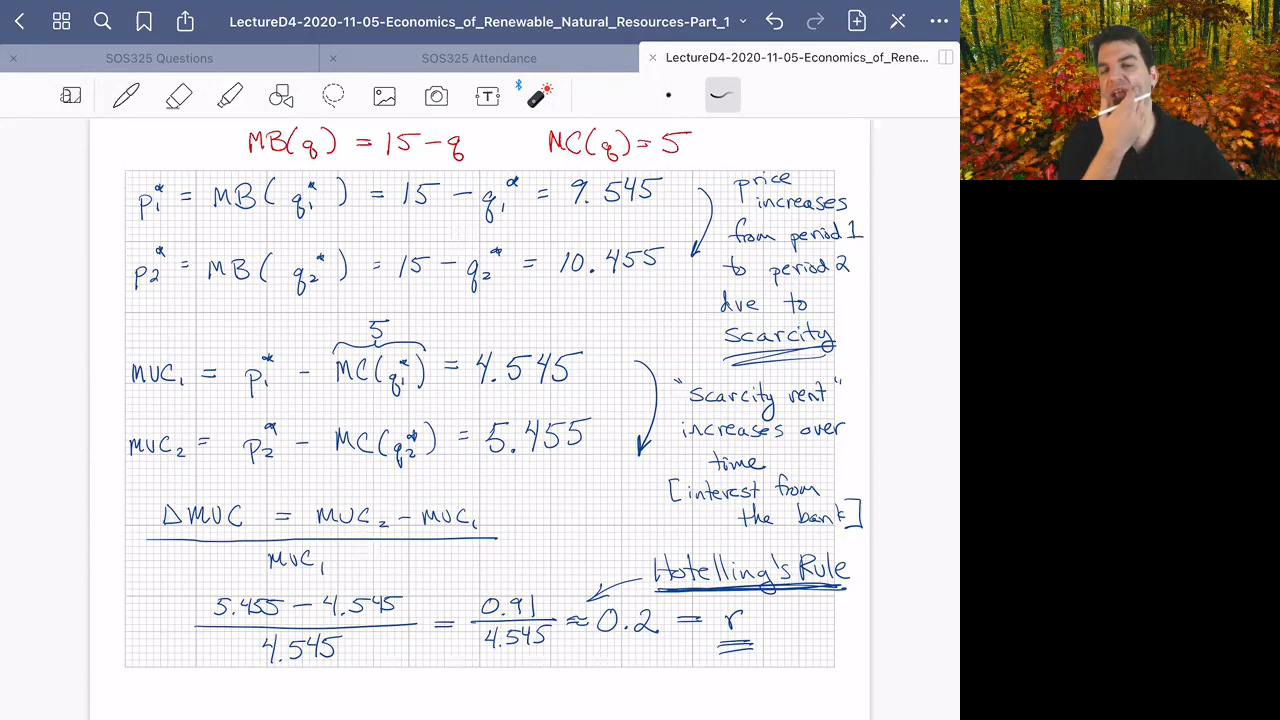 LectureD4-2020-11-05-Economics_of_Renewable_Natural_Resources-Part_1
SOS325 Questions
SOS325 Attendance
LectureD4-2020-11-05-Economics_of_Rene...
MB(q) = 15 - q MC(q) = 5
p₁* = MB(q₁*) = 15 - q₁* = 9.545
p₂* = MB(q₂*) = 15 - q₂* = 10.455
price
increases
from period 1
to period 2
due to
scarcity
5
MUC₁ = p₁* - MC(q₁*) = 4.545
MUC₂ = p₂* - MC(q₂*) = 5.455
"scarcity rent"
increases over
time
[interest from
the bank]
ΔMUC = MUC₂ - MUC₁
MUC₁
Hotelling's Rule
5.455 - 4.545
4.545
= 0.91
4.545
≈ 0.2 = r